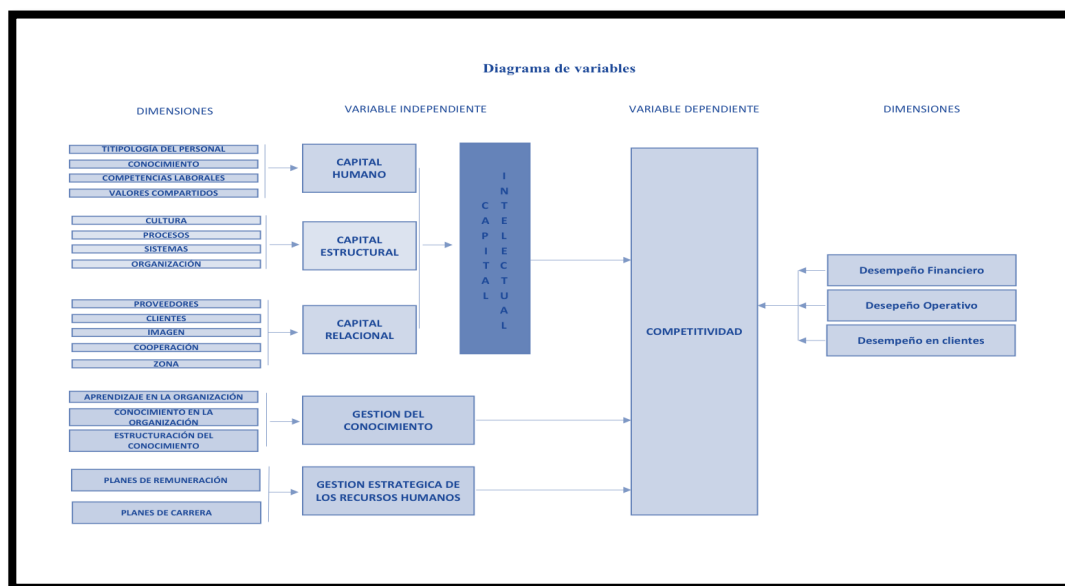 Diagrama de variables
DIMENSIONES
VARIABLE INDEPENDIENTE
VARIABLE DEPENDIENTE
DIMENSIONES
TITIPOLOGÍA DEL PERSONAL
CONOCIMIENTO
COMPETENCIAS LABORALES
VALORES COMPARTIDOS
CAPITAL
HUMANO
CULTURA
PROCESOS
SISTEMAS
ORGANIZACIÓN
CAPITAL
ESTRUCTURAL
PROVEEDORES
CLIENTES
IMAGEN
COOPERACIÓN
ZONA
CAPITAL
RELACIONAL
CAPITAL
INTELECTUAL
APRENDIZAJE EN LA ORGANIZACIÓN
CONOCIMIENTO EN LA
ORGANIZACIÓN
ESTRUCTURACIÓN DEL
CONOCIMIENTO
GESTION DEL
CONOCIMIENTO
PLANES DE REMUNERACIÓN
PLANES DE CARRERA
GESTION ESTRATEGICA DE
LOS RECURSOS HUMANOS
COMPETITIVIDAD
Desempeño Financiero
Desepeño Operativo
Desempeño en clientes